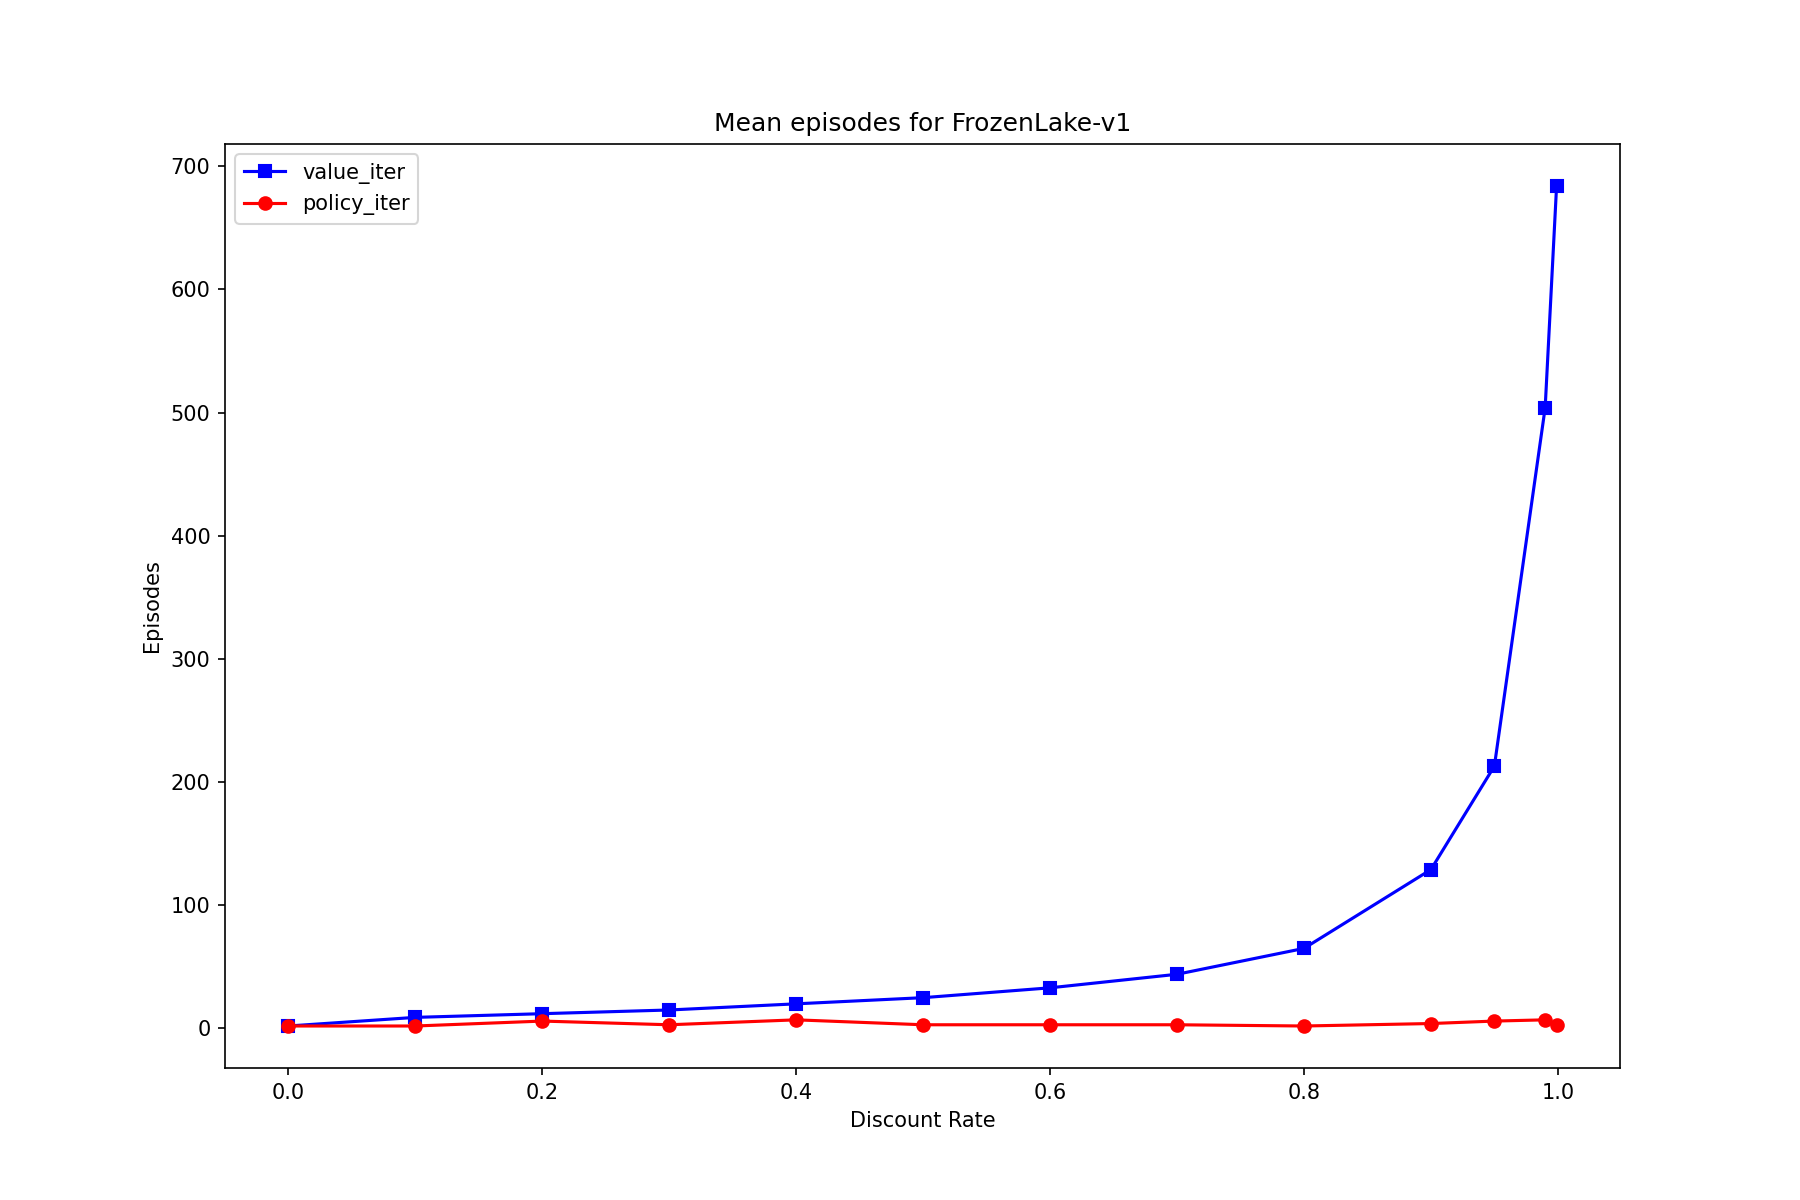 Mean episodes for FrozenLake-v1
value_iter
policy_iter
700
600
500
400
300
200
100
0
Episodes
0.0 0.2 0.4 0.6 0.8 1.0
Discount Rate